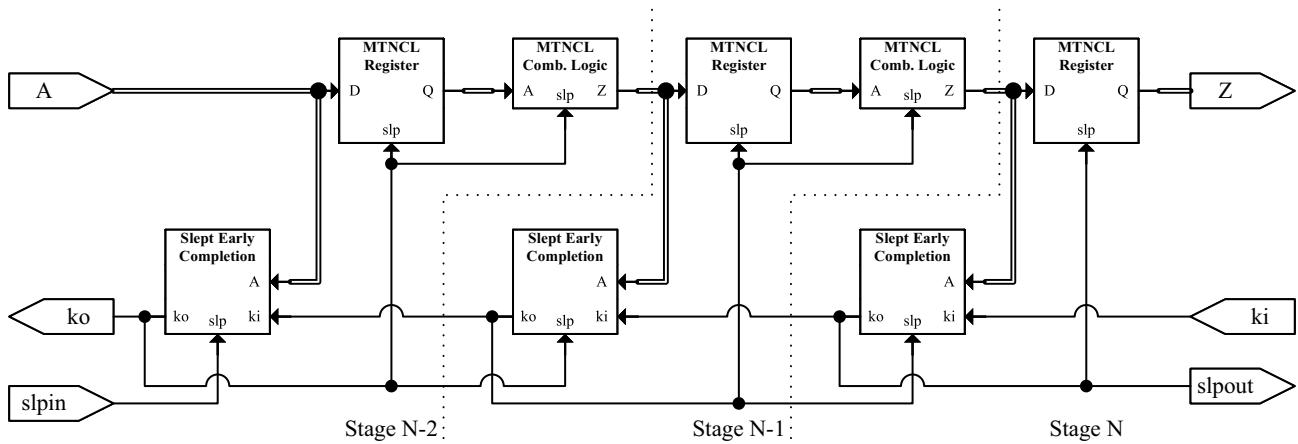 MTNCL
Register
MTNCL
Comb. Logic
MTNCL
Register
MTNCL
Comb. Logic
MTNCL
Register
A
D
Q
A
Z
slp
D
Q
A
Z
slp
D
Q
Z
slp
slp
slp
Slept Early
Completion
Slept Early
Completion
Slept Early
Completion
A
A
A
ko
ko
slp
ki
ko
slp
ki
ko
slp
ki
ki
slpin
slpout
Stage N-2
Stage N-1
Stage N